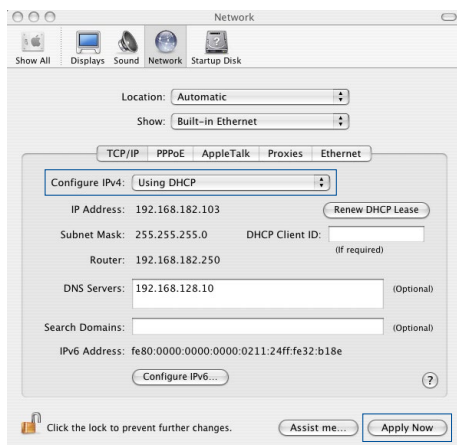 Network
Show All Displays Sound Network Startup Disk
Location: Automatic
Show: Built-in Ethernet
TCP/IP PPPoE AppleTalk Proxies Ethernet
Configure IPv4: Using DHCP
IP Address: 192.168.182.103 Renew DHCP Lease
Subnet Mask: 255.255.255.0 DHCP Client ID:
(If required)
Router: 192.168.182.250
DNS Servers: 192.168.128.10 (Optional)
Search Domains: (Optional)
IPv6 Address: fe80:0000:0000:0000:0211:24ff:fe32:b18e
Configure IPv6... ?
Click the lock to prevent further changes. Assist me... Apply Now